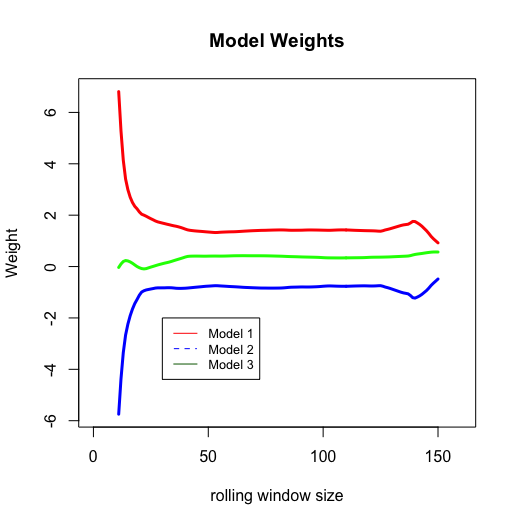 Model Weights
Weight
6
4
2
0
-2
-4
-6
Model 1
Model 2
Model 3
0 50 100 150
rolling window size